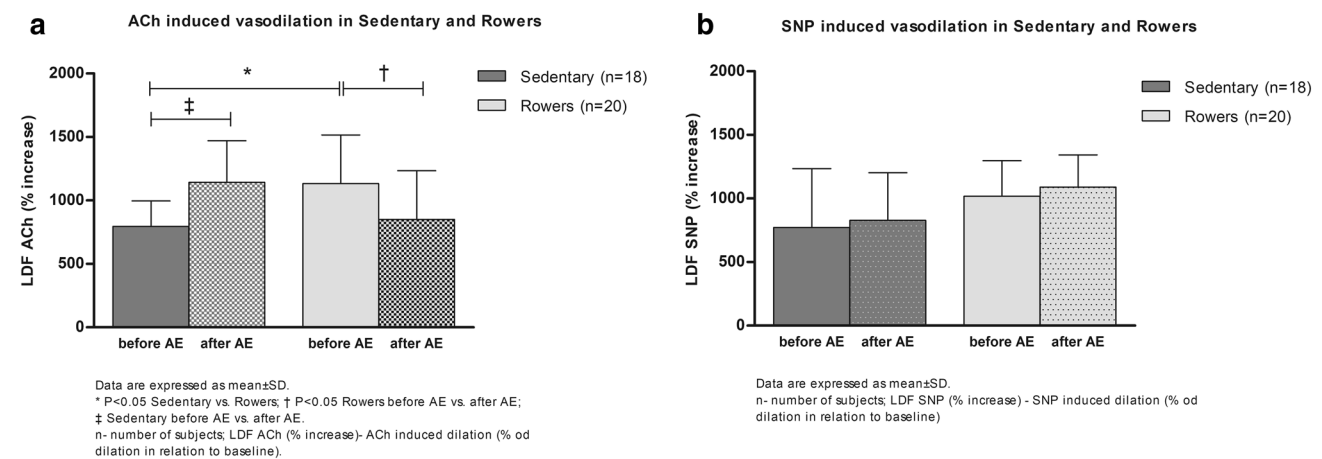 a
ACh induced vasodilation in Sedentary and Rowers
LDF ACh (% increase)
2000
1500
1000
500
0
*
†
‡
Sedentary (n=18)
Rowers (n=20)
before AE after AE before AE after AE
Data are expressed as mean±SD.
* P<0.05 Sedentary vs. Rowers; † P<0.05 Rowers before AE vs. after AE;
‡ Sedentary before AE vs. after AE.
n- number of subjects; LDF ACh (% increase)- ACh induced dilation (% od
dilation in relation to baseline).
b
SNP induced vasodilation in Sedentary and Rowers
LDF SNP (% increase)
2000
1500
1000
500
0
Sedentary (n=18)
Rowers (n=20)
before AE after AE before AE after AE
Data are expressed as mean±SD.
n- number of subjects; LDF SNP (% increase) - SNP induced dilation (% od
dilation in relation to baseline)